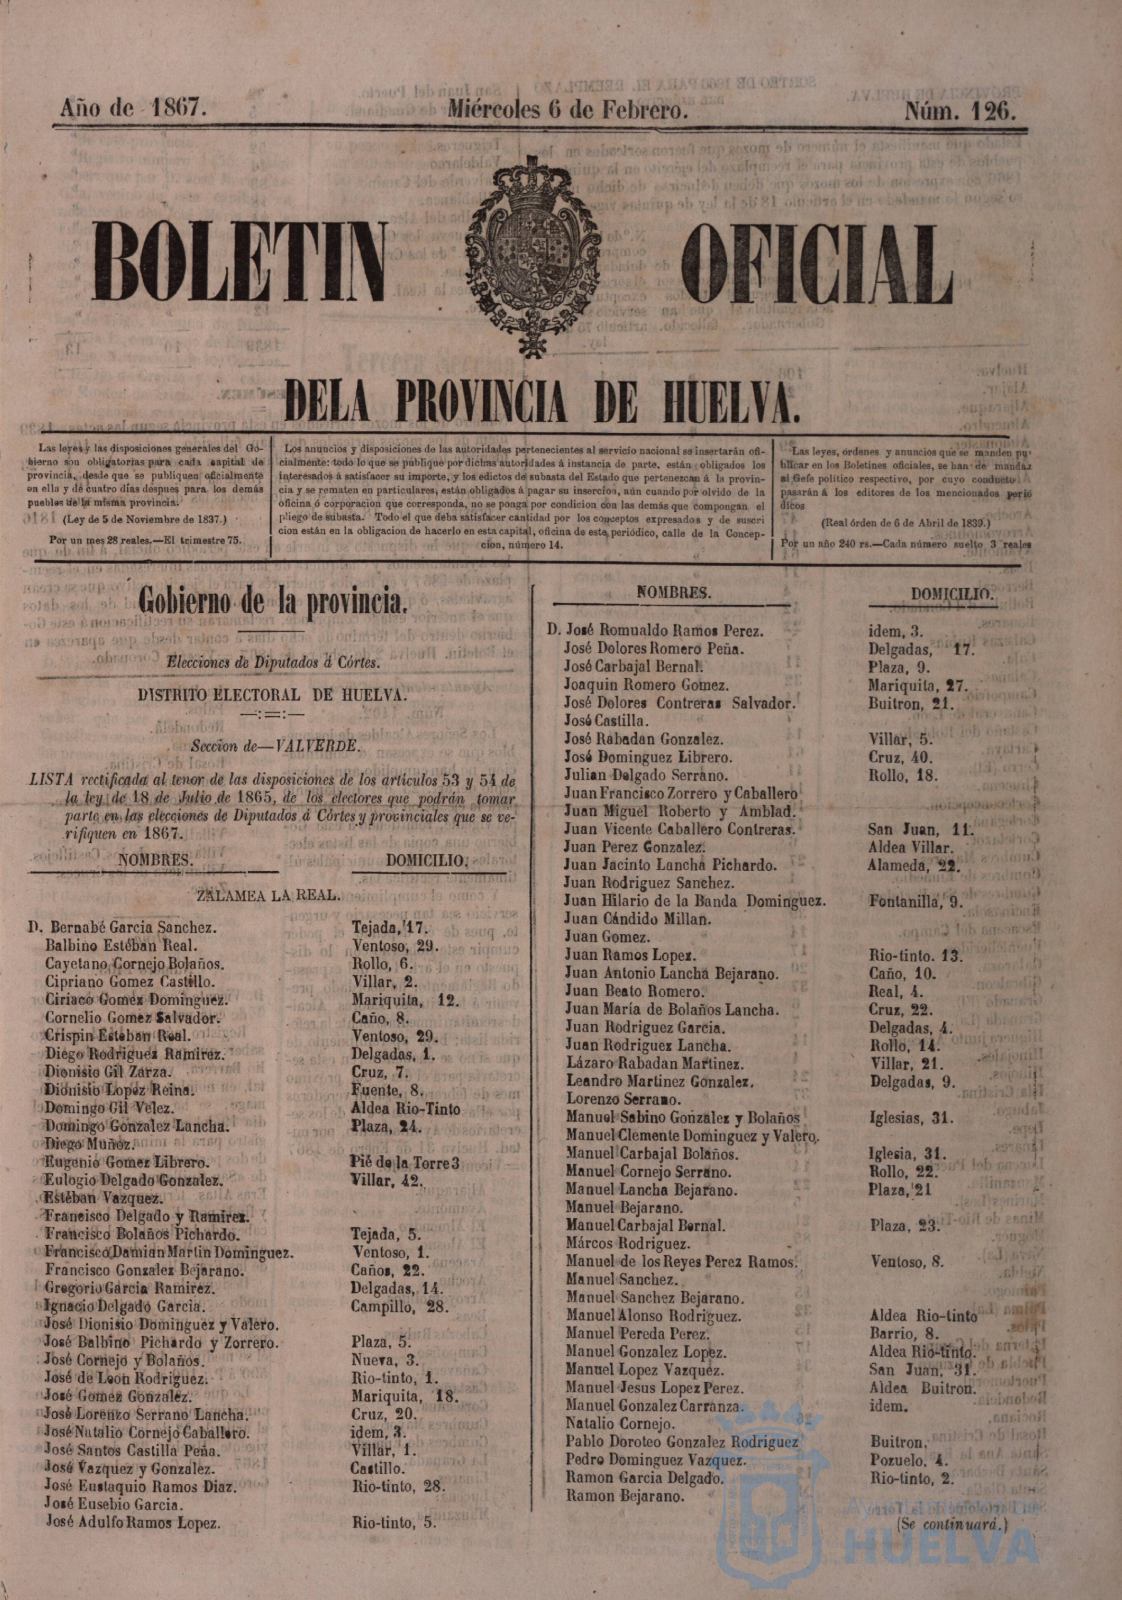 Año de 1867.
Miércoles 6 de Febrero.
Núm. 126.
BOLETIN OFICIAL
DELA PROVINCIA DE HUELVA.
Las leyes y las disposiciones generales del Go-
bierno son obligatorias para cada capital de
provincia, desde que se publiquen oficialmente
en ella y dé cuatro dias despues para los demás
pueblos de la misma provincia.
(Ley de 5 de Noviembre de 1837.)
Por un mes 28 reales.—El trimestre 75.
Los anuncios y disposiciones de las autoridades pertenecientes al servicio nacional se insertarán ofi-
cialmente: todo lo que se publique por dichas autoridades á instancia de parte, están obligados los
interesados á satisfacer su importe, y los edictos de subasta del Estado que pertenezcan á la provin-
cia y se rematen en particulares, están obligados á pagar su insercion, aun cuando por olvido de la
oficina ó corporacion que corresponda, no se ponga por condicion con las demás que compongan el
pliego de subasta. Todo el que deba satisfacer cantidad por los conceptos expresados y de suscri
cion están en la obligacion de hacerlo en esta capital, oficina de este periódico, calle de la Concep-
cion, número 14.
Las leyes, órdenes y anuncios que se manden pu-
blicar en los Boletines oficiales, se han de mandar
al Gefe político respectivo, por cuyo conducto
pasarán á los editores de los mencionados perió
dicos
(Real órden de 6 de Abril de 1839.)
Por un año 240 rs.—Cada número suelto 3 reales
Gobierno de la provincia.
Elecciones de Diputados á Córtes.
DISTRITO ELECTORAL DE HUELVA.
Seccion de—VALVERDE.
LISTA rectificada al tenor de las disposiciones de los artículos 53 y 54 de
la ley de 18 de Julio de 1865, de los electores que podrán tomar
parte en las elecciones de Diputados á Córtes y provinciales que se ve-
rifiquen en 1867.
NOMBRES. DOMICILIO.
ZALAMEA LA REAL.
D. Bernabé Garcia Sanchez. Tejada, 17.
Balbino Estéban Real. Ventoso, 29.
Cayetano Cornejo Bolaños. Rollo, 6.
Cipriano Gomez Castillo. Villar, 2.
Ciriaco Gomez Dominguez. Mariquita, 12.
Cornelio Gomez Salvador. Caño, 8.
Crispin Estéban Real. Ventoso, 29.
Diego Rodriguez Ramirez. Delgadas, 1.
Dionisio Gil Zarza. Cruz, 7.
Dionisio Lopez Reina. Fuente, 8.
Domingo Gil Velez. Aldea Rio-Tinto
Domingo Gonzalez Lancha. Plaza, 24.
Diego Muñoz.
Eugenio Gomez Librero. Pié de la Torre 3
Eulogio Delgado Gonzalez. Villar, 42.
Estéban Vazquez.
Francisco Delgado y Ramirez.
Francisco Bolaños Pichardo. Tejada, 5.
Francisco Damian Martin Dominguez. Ventoso, 1.
Francisco Gonzalez Bejarano. Caños, 22.
Gregorio Garcia Ramirez. Delgadas, 14.
Ignacio Delgado Garcia. Campillo, 28.
José Dionisio Dominguez y Valero.
José Balbino Pichardo y Zorrero. Plaza, 5.
José Cornejo y Bolaños. Nueva, 3.
José de Leon Rodriguez. Rio-tinto, 1.
José Gomez Gonzalez. Mariquita, 18.
José Lorenzo Serrano Lancha. Cruz, 20.
José Natalio Cornejo Caballero. idem, 3.
José Santos Castilla Peña. Villar, 1.
José Vazquez y Gonzalez. Castillo.
José Eustaquio Ramos Diaz. Rio-tinto, 28.
José Eusebio Garcia.
José Adulfo Ramos Lopez. Rio-tinto, 5.
NOMBRES. DOMICILIO.
D. José Romualdo Ramos Perez. idem, 3.
José Dolores Romero Peña. Delgadas, 17.
José Carbajal Bernal. Plaza, 9.
Joaquin Romero Gomez. Mariquita, 27.
José Dolores Contreras Salvador. Buitron, 21.
José Castilla.
José Rabadan Gonzalez. Villar, 5.
José Dominguez Librero. Cruz, 40.
Julian Delgado Serrano. Rollo, 18.
Juan Francisco Zorrero y Caballero
Juan Miguel Roberto y Amblad.
Juan Vicente Caballero Contreras. San Juan, 11.
Juan Perez Gonzalez. Aldea Villar.
Juan Jacinto Lancha Pichardo. Alameda, 22.
Juan Rodriguez Sanchez.
Juan Hilario de la Banda Dominguez. Fontanilla, 9.
Juan Cándido Millan.
Juan Gomez.
Juan Ramos Lopez. Rio-tinto. 13.
Juan Antonio Lancha Bejarano. Caño, 10.
Juan Beato Romero. Real, 4.
Juan María de Bolaños Lancha. Cruz, 22.
Juan Rodriguez Garcia. Delgadas, 4.
Juan Rodriguez Lancha. Rollo, 14.
Lázaro Rabadan Martinez. Villar, 21.
Leandro Martinez Gonzalez. Delgadas, 9.
Lorenzo Serrano.
Manuel Sabino Gonzalez y Bolaños Iglesias, 31.
Manuel Clemente Dominguez y Valero.
Manuel Carbajal Bolaños. Iglesia, 31.
Manuel Cornejo Serrano. Rollo, 22.
Manuel Lancha Bejarano. Plaza, 21
Manuel Bejarano.
Manuel Carbajal Bernal. Plaza, 23.
Márcos Rodriguez.
Manuel de los Reyes Perez Ramos. Ventoso, 8.
Manuel Sanchez.
Manuel Sanchez Bejarano.
Manuel Alonso Rodriguez. Aldea Rio-tinto
Manuel Pereda Perez. Barrio, 8.
Manuel Gonzalez Lopez. Aldea Rio-tinto.
Manuel Lopez Vazquez. San Juan, 31.
Manuel Jesus Lopez Perez. Aldea Buitron.
Manuel Gonzalez Carranza. idem.
Natalio Cornejo.
Pablo Doroteo Gonzalez Rodriguez Buitron,
Pedro Dominguez Vazquez. Pozuelo, 4.
Ramon Garcia Delgado. Rio-tinto, 2.
Ramon Bejarano.
(Se continuará.)
Ayuntamiento de
HUELVA